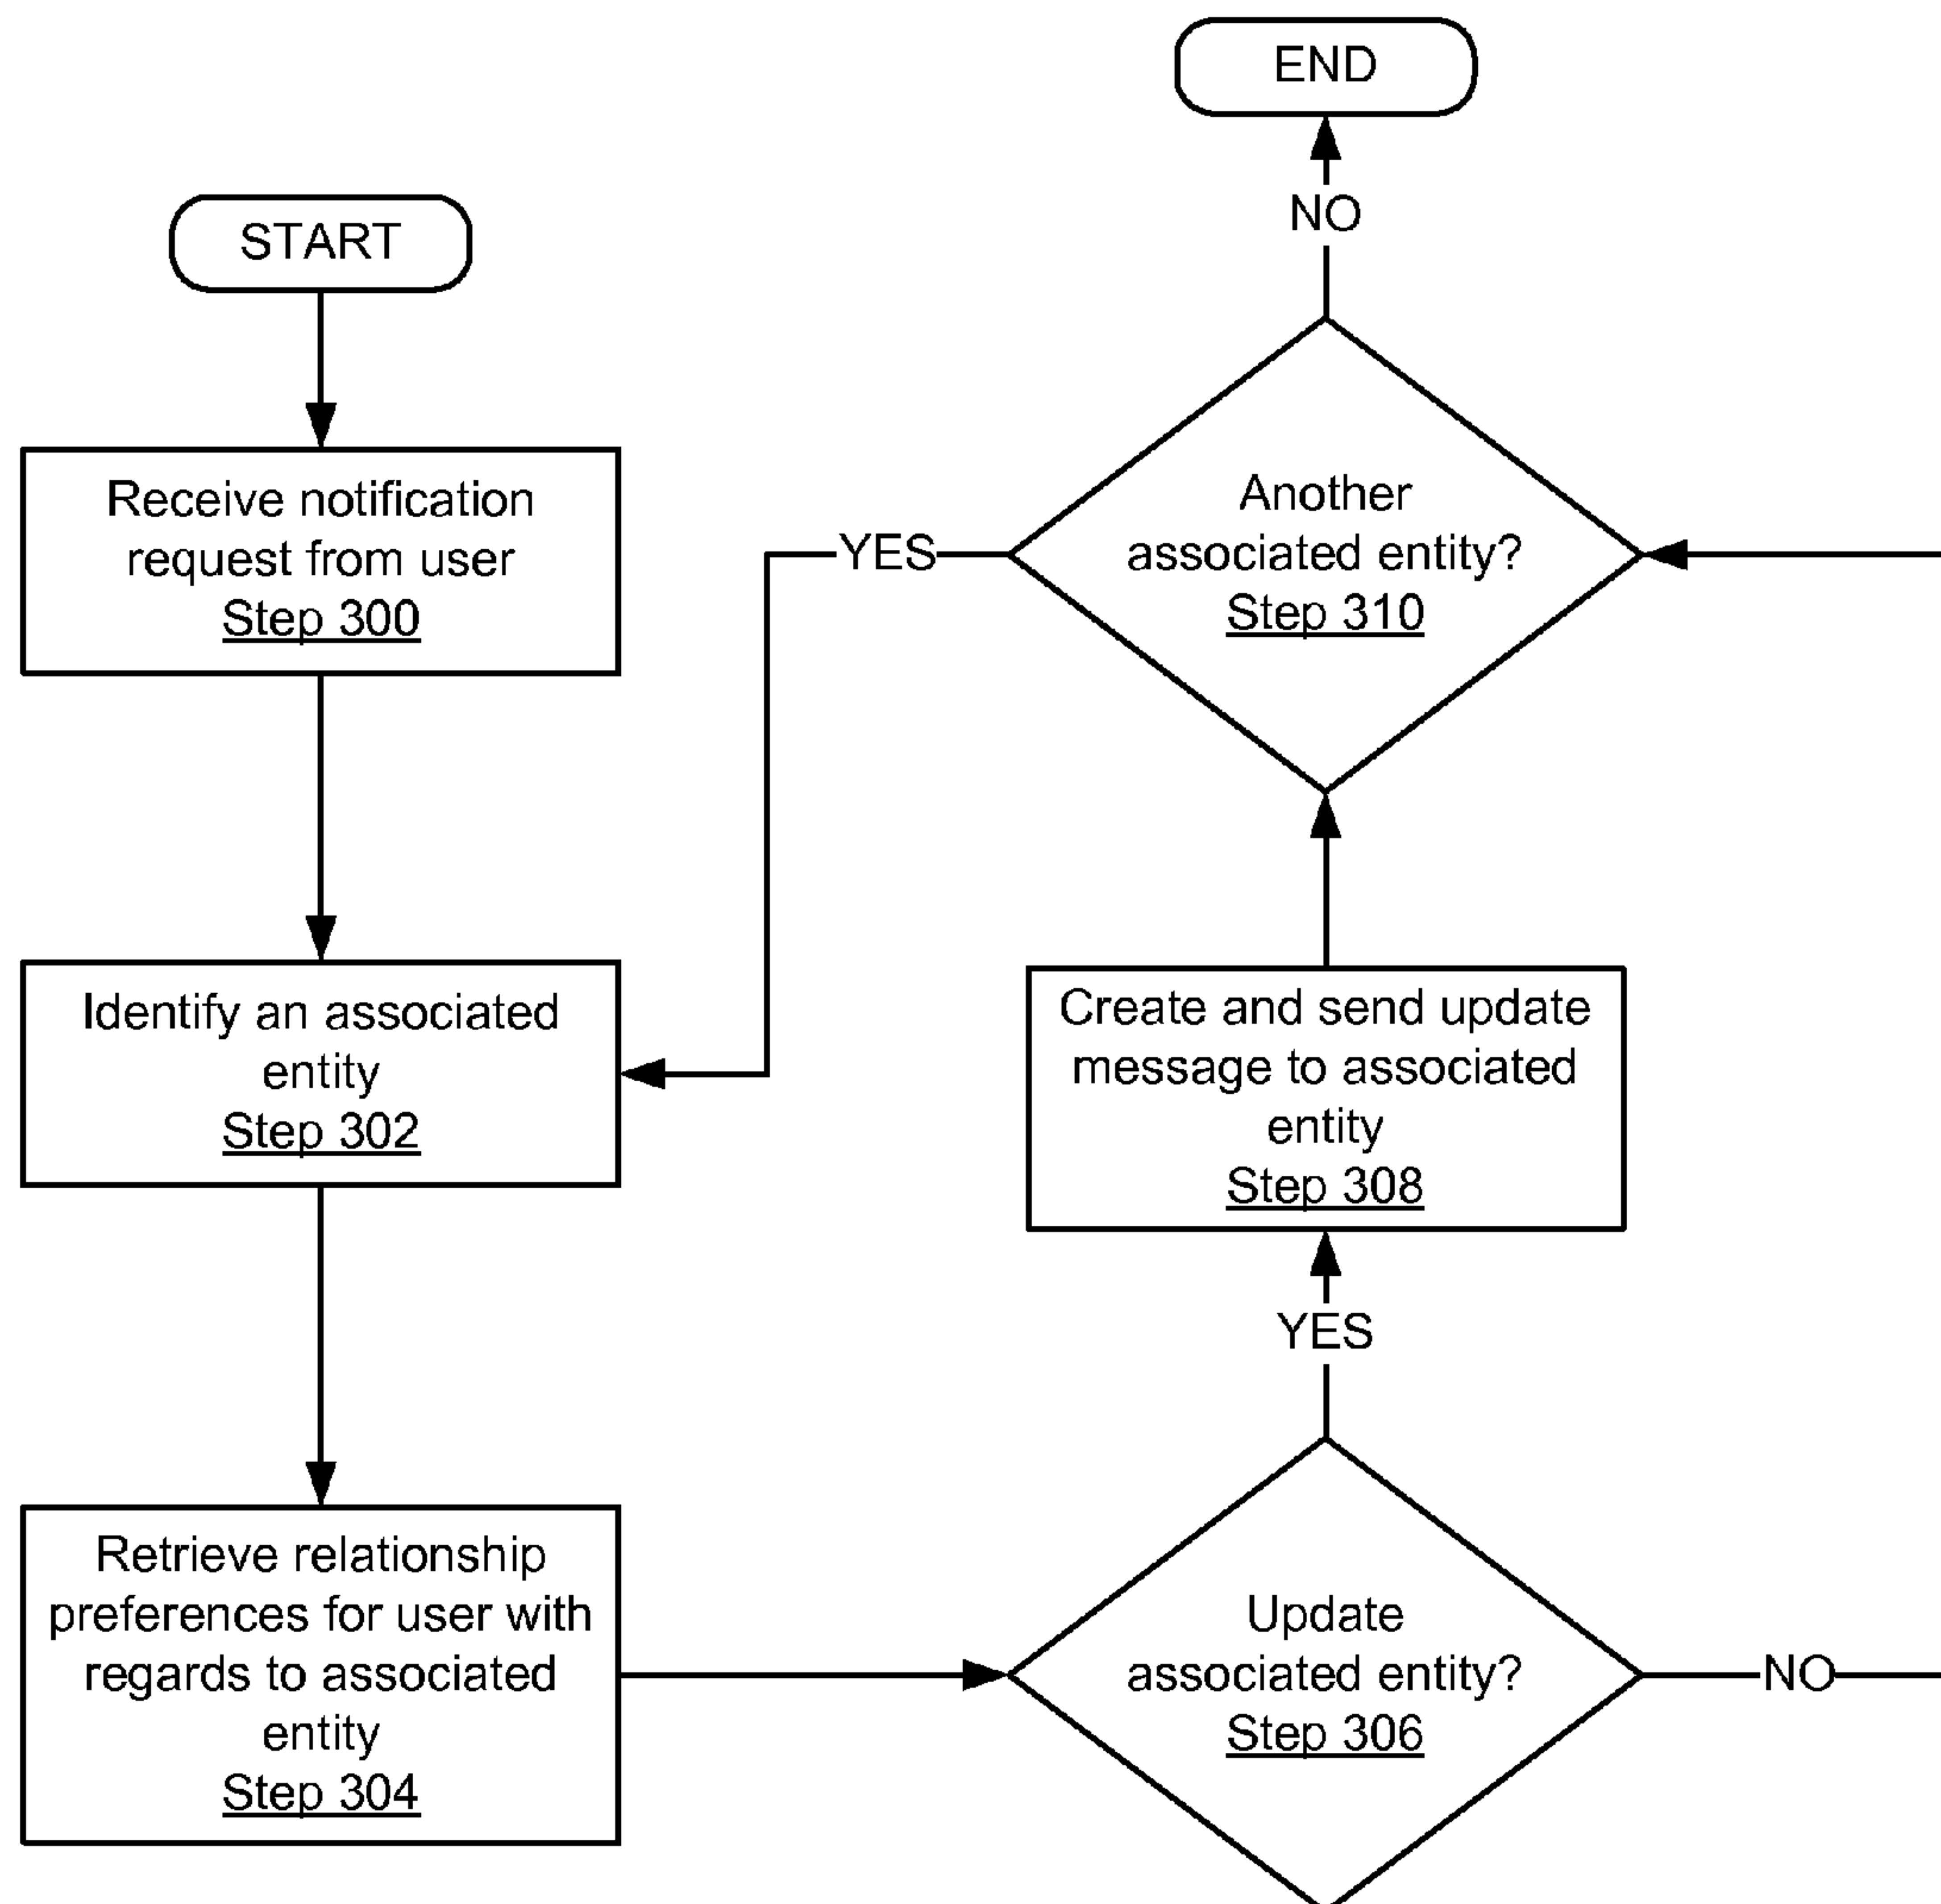 START
Receive notification
request from user
Step 300
Identify an associated
entity
Step 302
Retrieve relationship
preferences for user with
regards to associated
entity
Step 304
Update
associated entity?
Step 306
NO
YES
Create and send update
message to associated
entity
Step 308
Another
associated entity?
Step 310
YES
NO
END